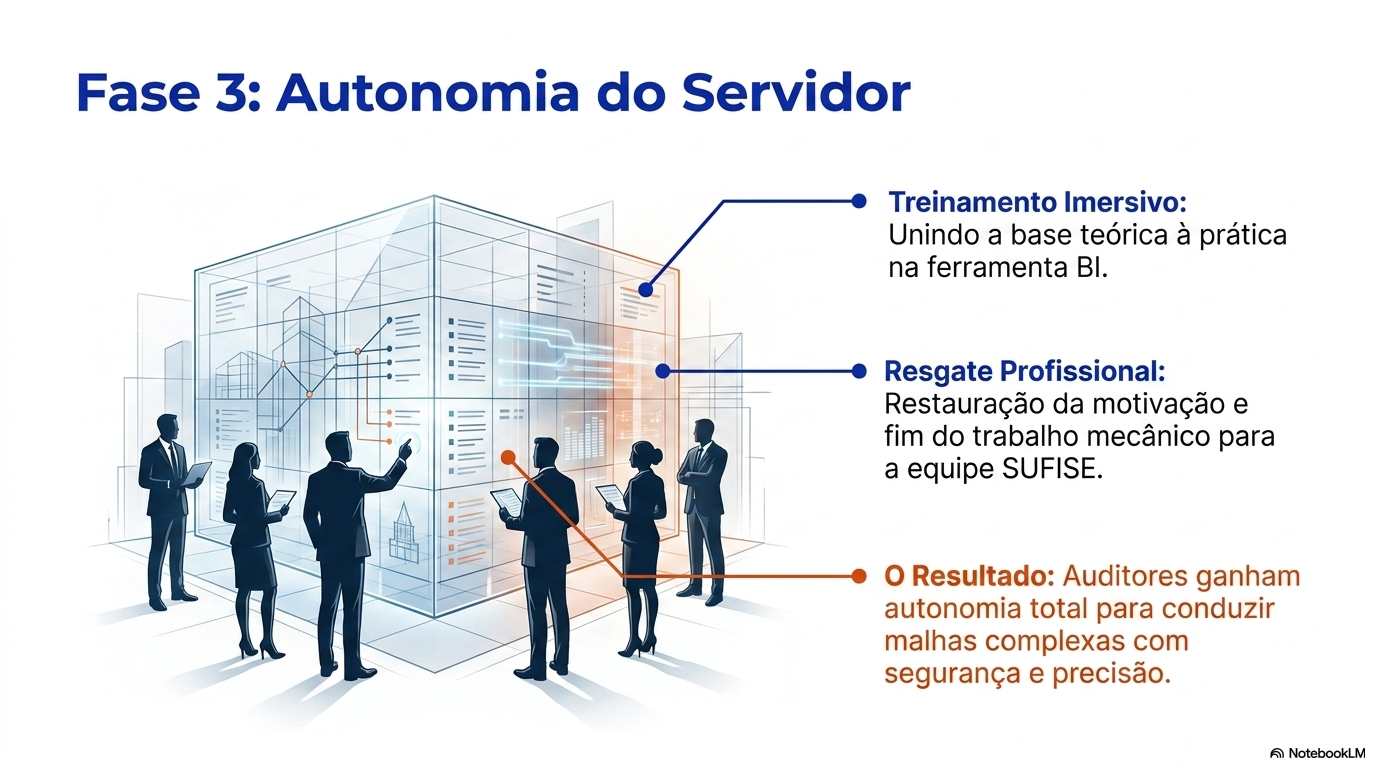 Fase 3: Autonomia do Servidor
Treinamento Imersivo:
Unindo a base teórica à prática
na ferramenta BI.
Resgate Profissional:
Restauração da motivação e
fim do trabalho mecânico para
a equipe SUFISE.
O Resultado: Auditores ganham
autonomia total para conduzir
malhas complexas com
segurança e precisão.
NotebookLM